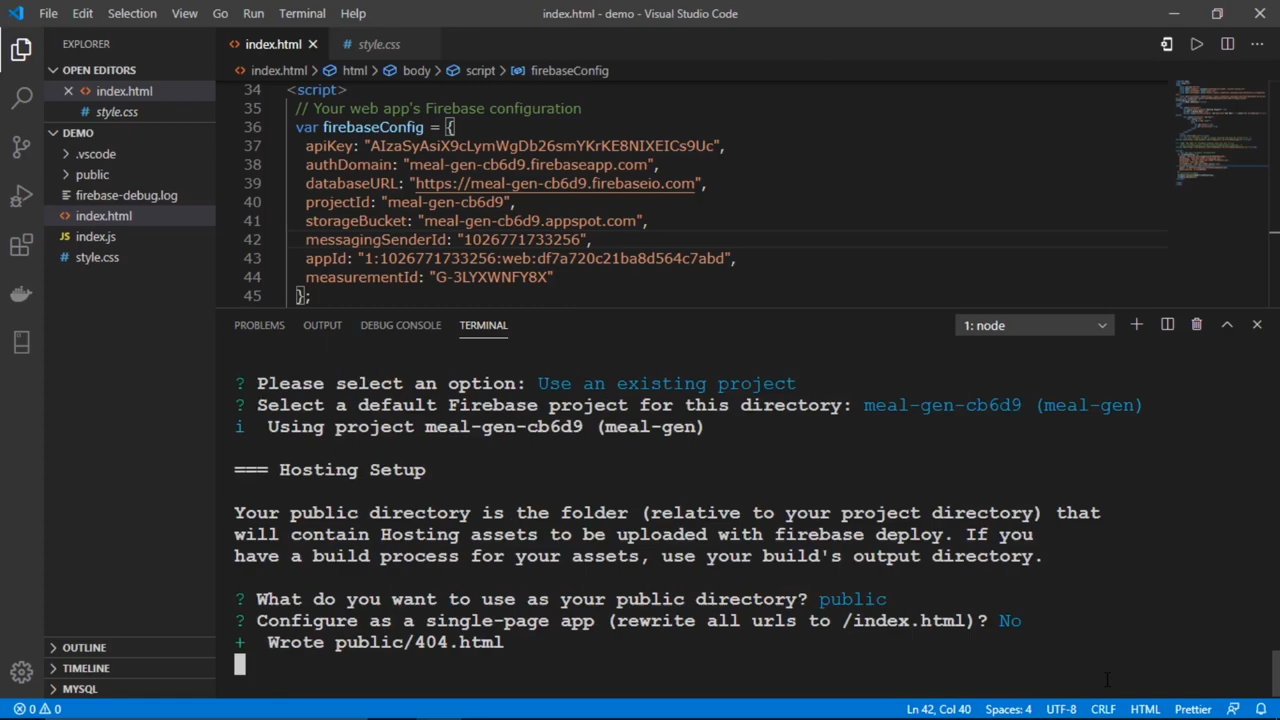 File Edit Selection View Go Run Terminal Help index.html - demo - Visual Studio Code
EXPLORER
OPEN EDITORS
index.html
style.css
DEMO
.vscode
public
firebase-debug.log
index.html
index.js
style.css
OUTLINE
TIMELINE
MYSQL
index.html style.css
index.html html body script firebaseConfig
34 <script>
35 // Your web app's Firebase configuration
36 var firebaseConfig = {
37 apiKey: "AIzaSyAsiX9cLymWgDb26smYKrKE8NIXEICs9Uc",
38 authDomain: "meal-gen-cb6d9.firebaseapp.com",
39 databaseURL: "https://meal-gen-cb6d9.firebaseio.com",
40 projectId: "meal-gen-cb6d9",
41 storageBucket: "meal-gen-cb6d9.appspot.com",
42 messagingSenderId: "1026771733256",
43 appId: "1:1026771733256:web:df7a720c21ba8d564c7abd",
44 measurementId: "G-3LYXWNFY8X"
45 };
PROBLEMS OUTPUT DEBUG CONSOLE TERMINAL 1: node
? Please select an option: Use an existing project
? Select a default Firebase project for this directory: meal-gen-cb6d9 (meal-gen)
i Using project meal-gen-cb6d9 (meal-gen)
=== Hosting Setup
Your public directory is the folder (relative to your project directory) that
will contain Hosting assets to be uploaded with firebase deploy. If you
have a build process for your assets, use your build's output directory.
? What do you want to use as your public directory? public
? Configure as a single-page app (rewrite all urls to /index.html)? No
+ Wrote public/404.html
0 0 Ln 42, Col 40 Spaces: 4 UTF-8 CRLF HTML Prettier